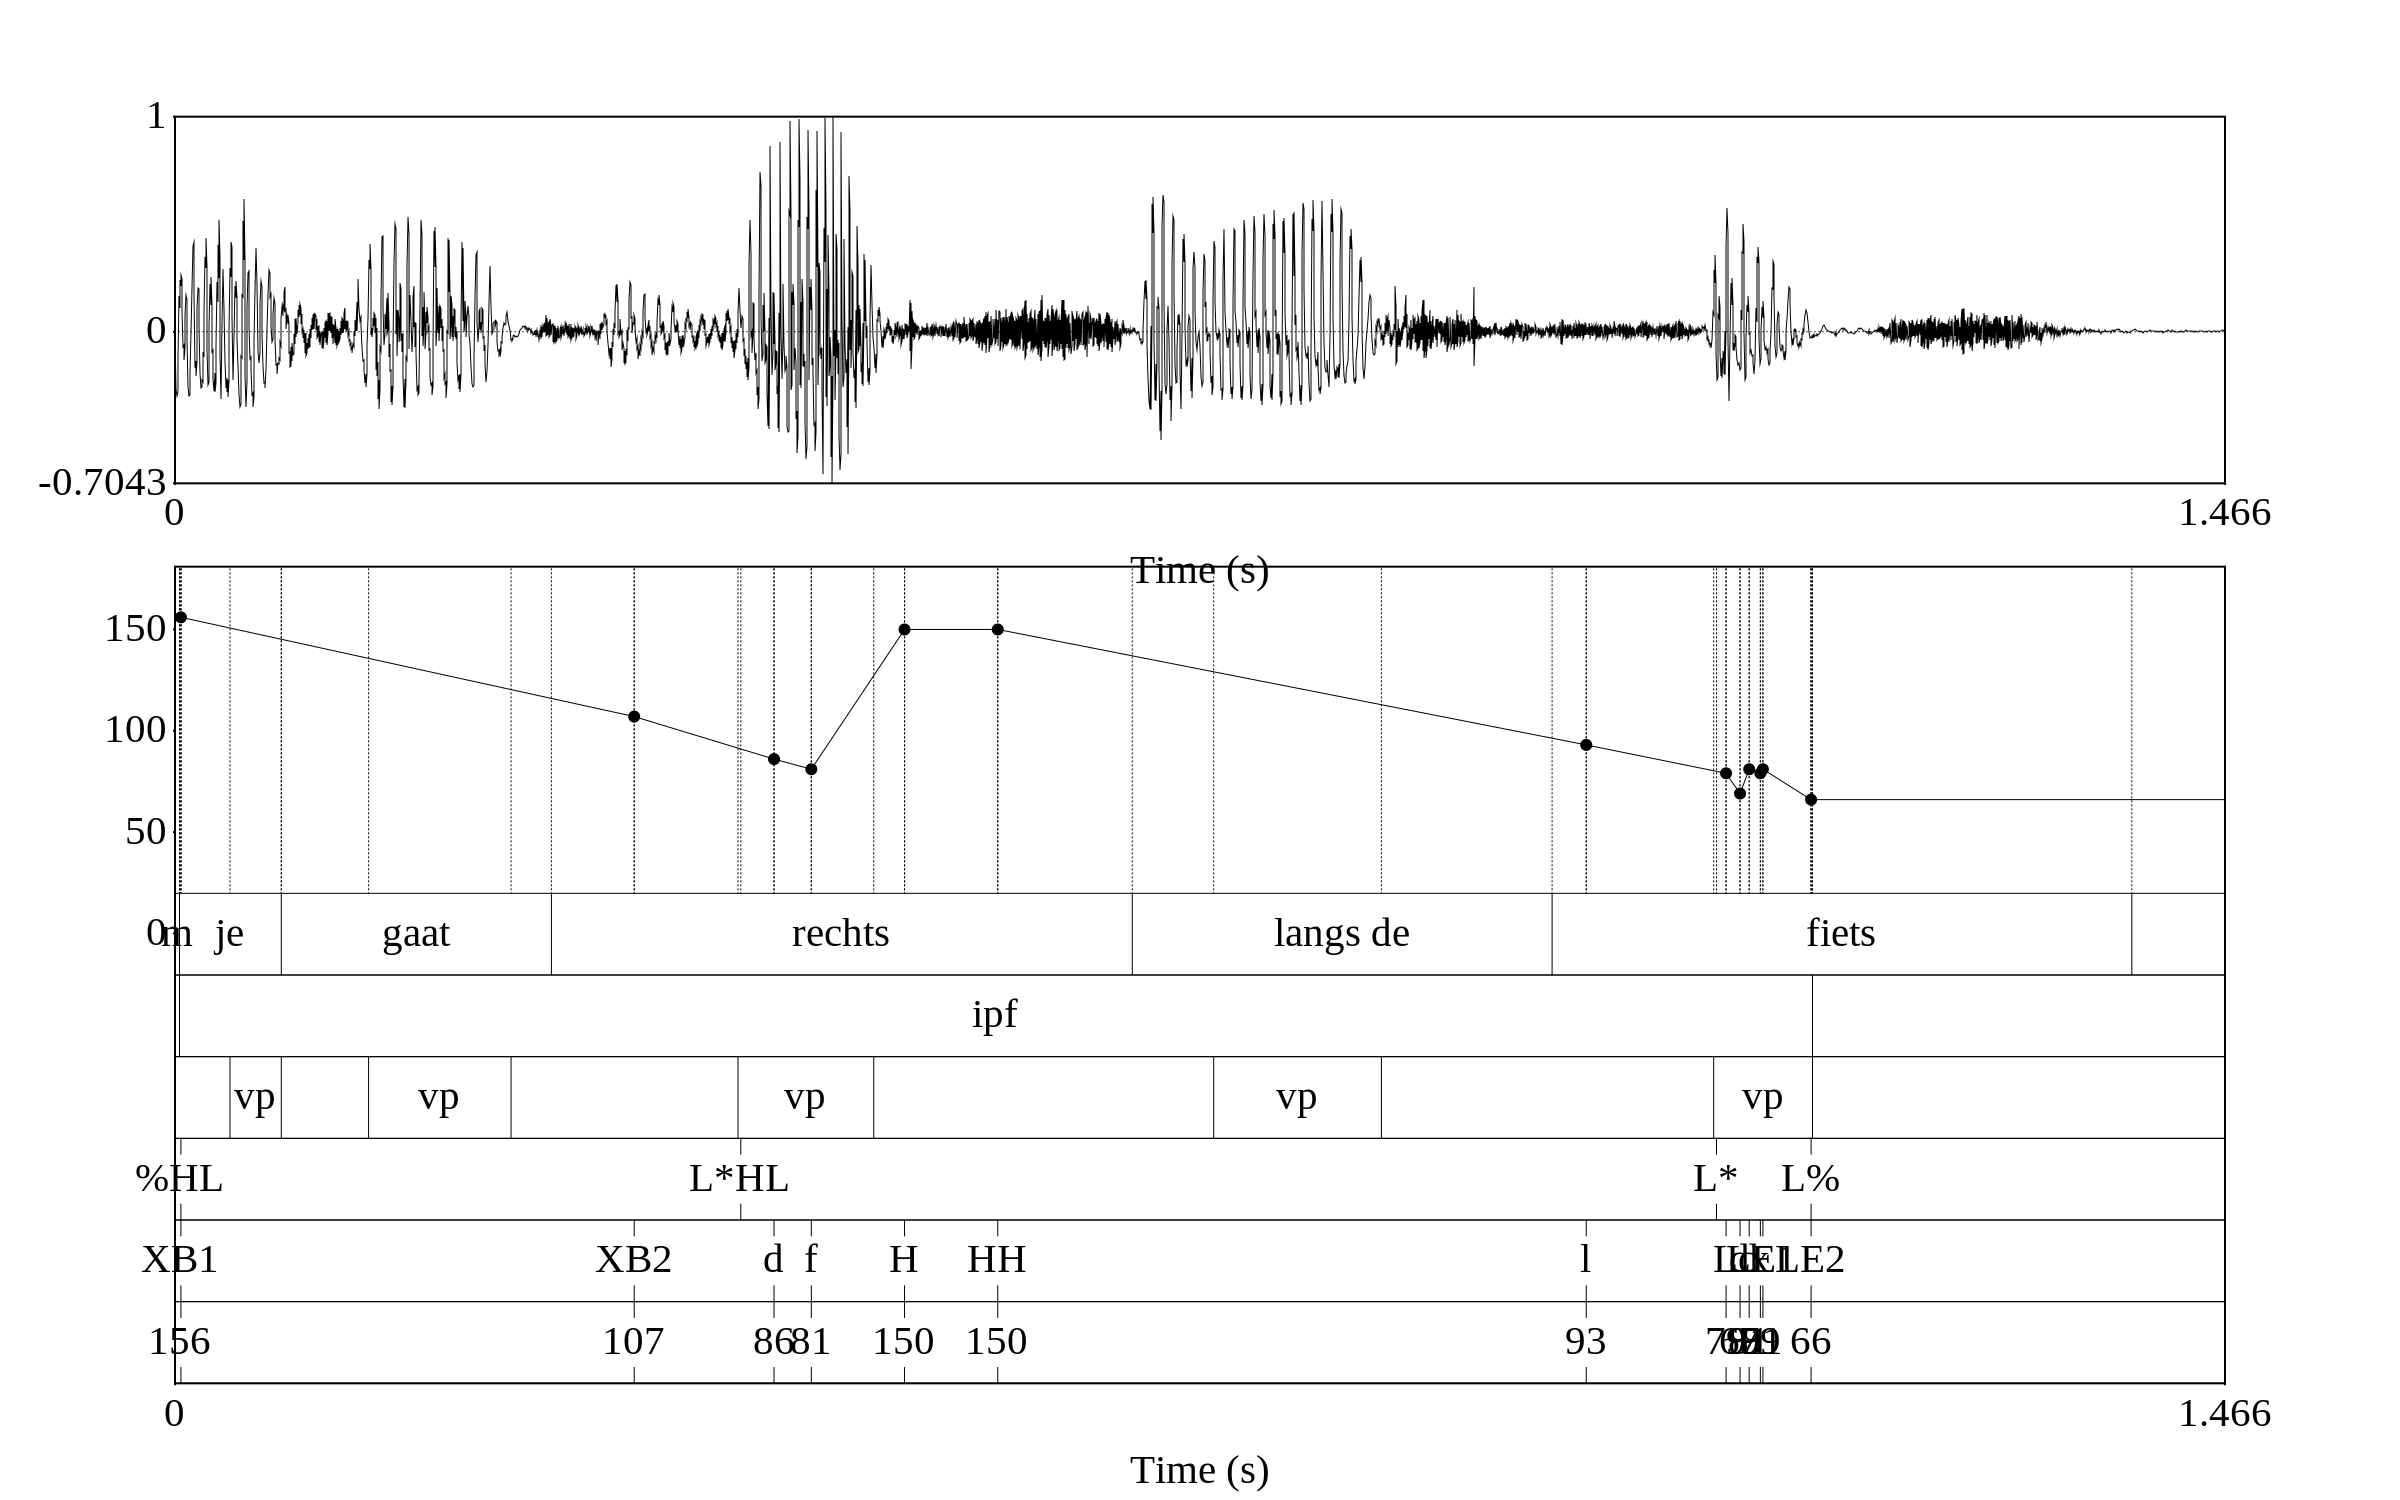 1
0
-0.7043
0 1.466
Time (s)
150
100
50
0
m je gaat rechts langs de fiets
ipf
vp vp vp vp vp
%HL L*HL L* L%
XB1 XB2 d f H HH l LE2
156 107 86 81 150 150 93 66
0 1.466
Time (s)